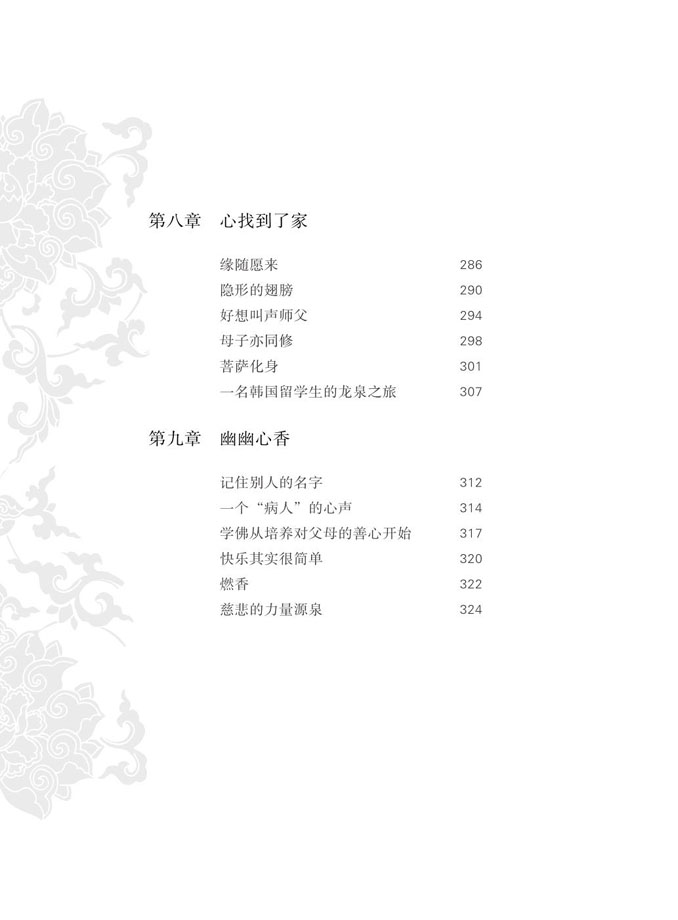 第八章 心找到了家
缘随愿来 286
隐形的翅膀 290
好想叫声师父 294
母子亦同修 298
菩萨化身 301
一名韩国留学生的龙泉之旅 307
第九章 幽幽心香
记住别人的名字 312
一个“病人”的心声 314
学佛从培养对父母的善心开始 317
快乐其实很简单 320
燃香 322
慈悲的力量源泉 324